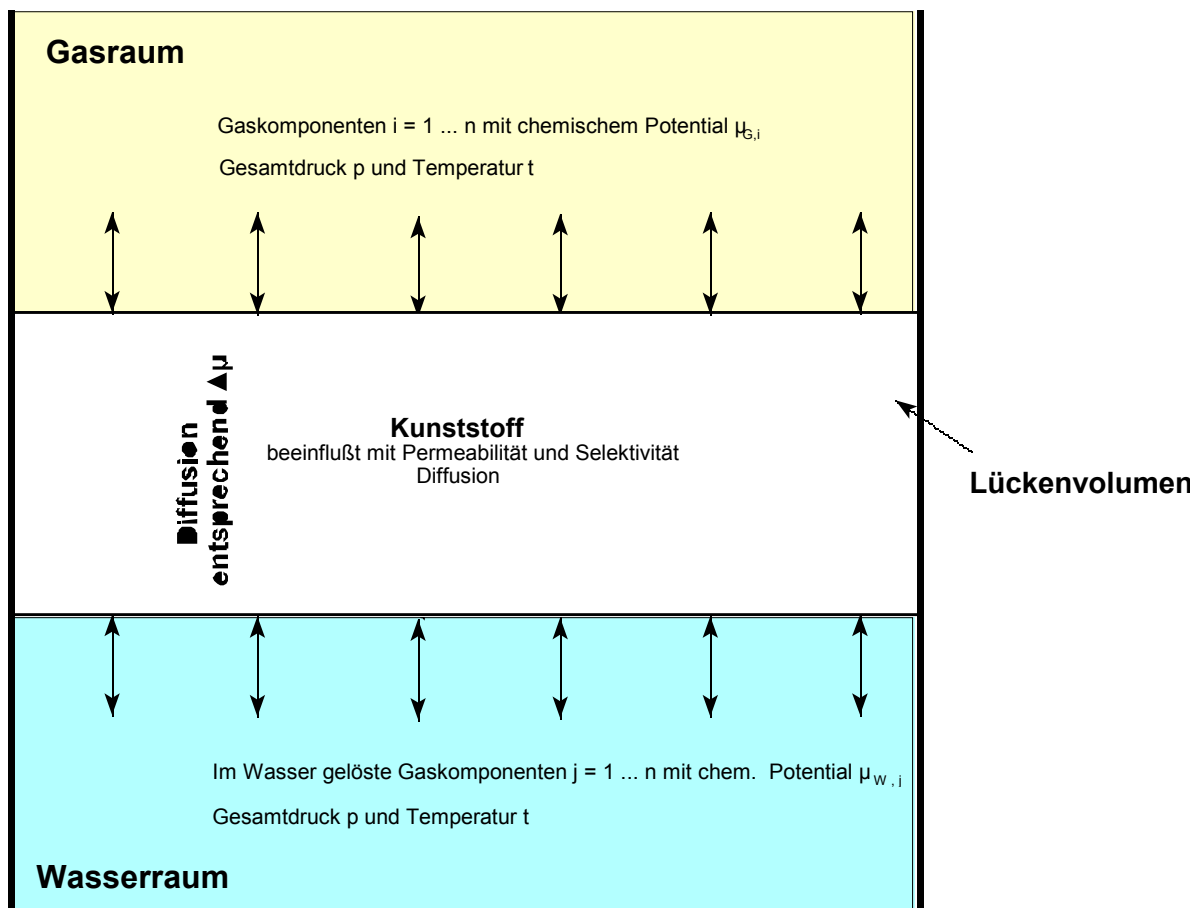 Gasraum
Gaskomponenten i = 1 ... n mit chemischem Potential μG,i
Gesamtdruck p und Temperatur t
Diffusion
entsprechend ▲μ
Kunststoff
beeinflußt mit Permeabilität und Selektivität
Diffusion
Lückenvolumen
Im Wasser gelöste Gaskomponenten j = 1 ... n mit chem. Potential μW,j
Gesamtdruck p und Temperatur t
Wasserraum